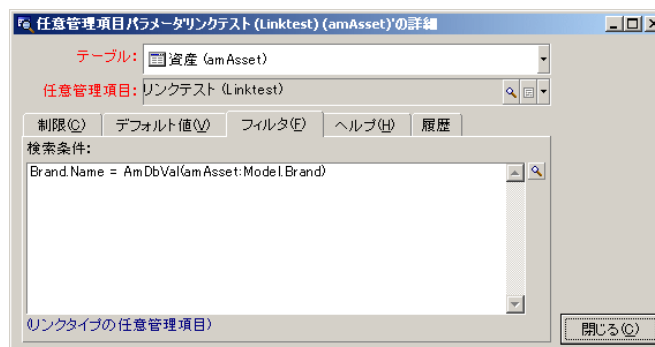 任意管理項目パラメータ'リンクテスト (Linktest) (amAsset)'の詳細
テーブル: 資産 (amAsset)
任意管理項目: リンクテスト (Linktest)
制限(C) デフォルト値(V) フィルタ(F) ヘルプ(H) 履歴
検索条件:
Brand.Name = AmDbVal(amAsset:Model.Brand)
(リンクタイプの任意管理項目)
閉じる(C)